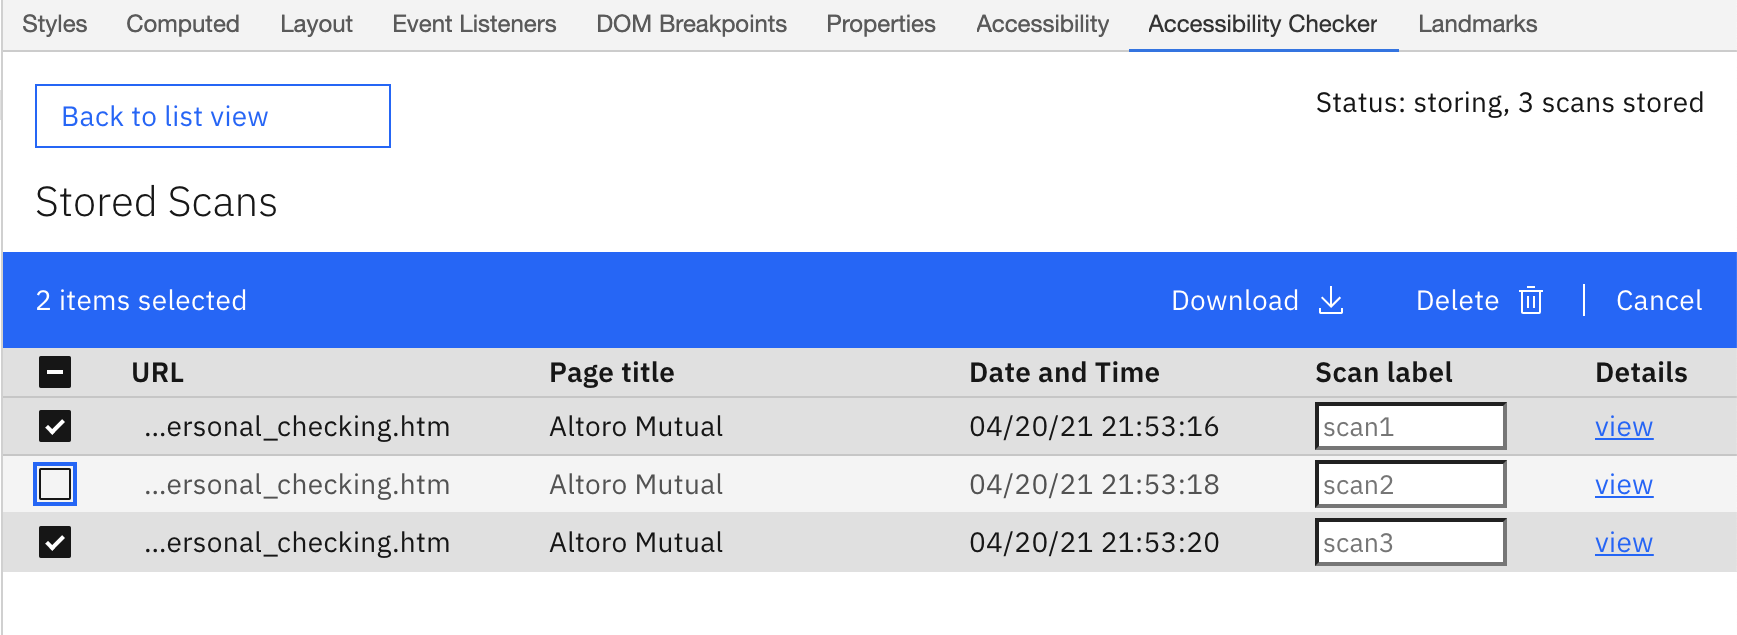 Styles Computed Layout Event Listeners DOM Breakpoints Properties Accessibility Accessibility Checker Landmarks
Back to list view
Status: storing, 3 scans stored
Stored Scans
2 items selected Download Delete | Cancel
URL Page title Date and Time Scan label Details
...ersonal_checking.htm Altoro Mutual 04/20/21 21:53:16 scan1 view
...ersonal_checking.htm Altoro Mutual 04/20/21 21:53:18 scan2 view
...ersonal_checking.htm Altoro Mutual 04/20/21 21:53:20 scan3 view